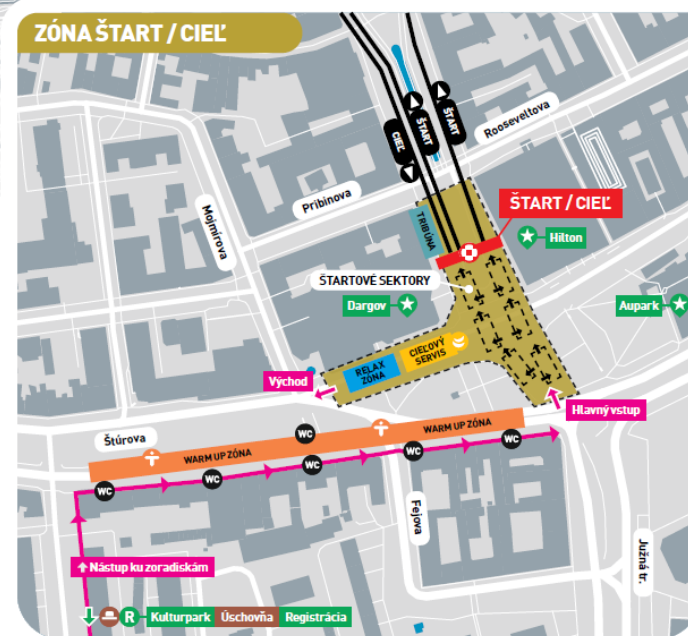 ZÓNA ŠTART / CIEĽ
CIEĽ
ŠTART
ŠTART
Rooseveltova
Pribinova
Mojmírova
TRIBÚNA
ŠTART / CIEĽ
Hilton
ŠTARTOVÉ SEKTORY
Dargov
Aupark
CIEĽOVÝ
SERVIS
RELAX
ZÓNA
Východ
Hlavný vstup
Štúrova
WARM UP ZÓNA
WC
WARM UP ZÓNA
WC
WC
WC
WC
WC
Fejova
Južná tr.
Nástup ku zoradiskám
R
Kulturpark
Úschovňa
Registrácia